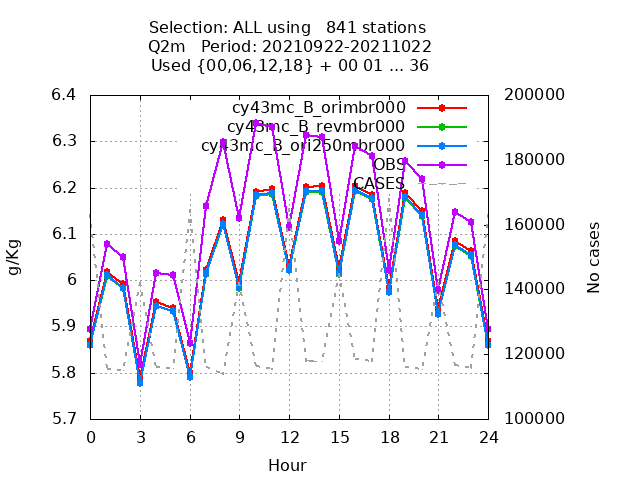 Selection: ALL using   841 stations
Q2m   Period: 20210922-20211022
Used {00,06,12,18} + 00 01 ... 36
cy43mc_B_orimbr000
cy43mc_B_revmbr000
cy43mc_B_ori250mbr000
OBS
CASES
6.4
6.3
6.2
6.1
6
5.9
5.8
5.7
g/Kg
200000
180000
160000
140000
120000
100000
No cases
0 3 6 9 12 15 18 21 24
Hour